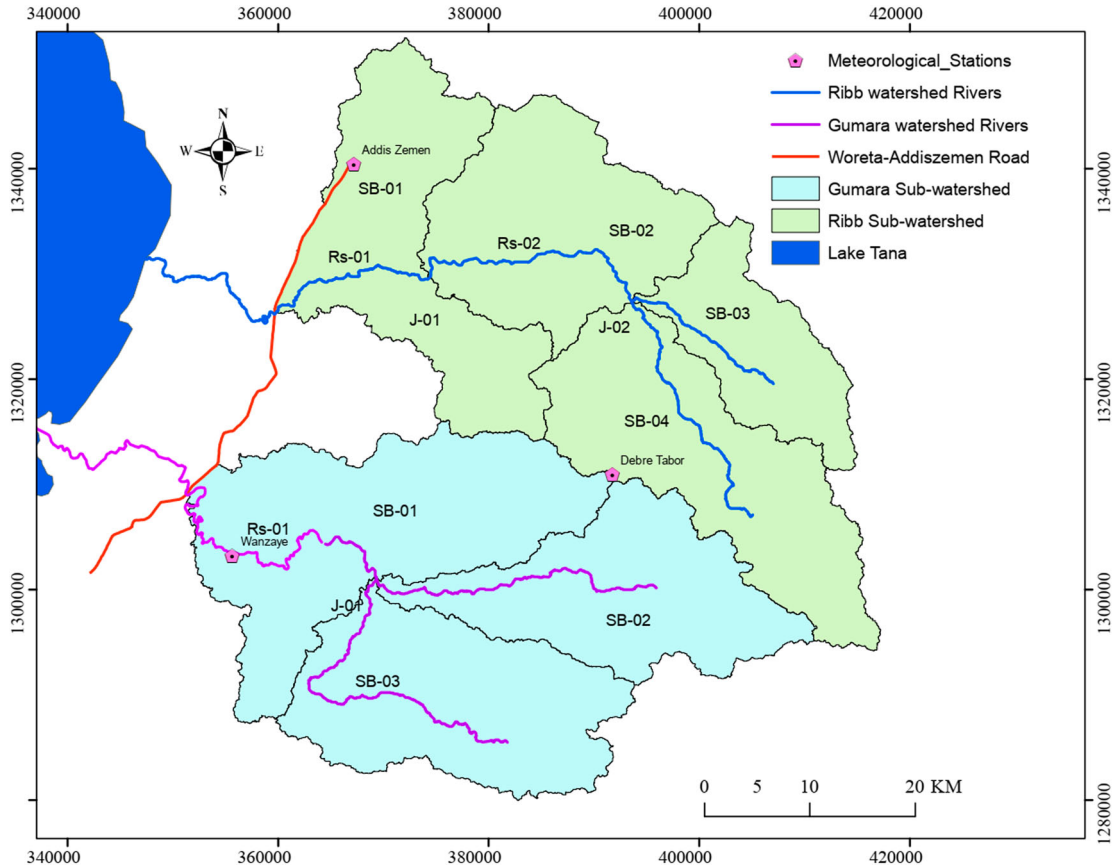 340000 360000 380000 400000 420000
Meteorological_Stations
Ribb watershed Rivers
Gumara watershed Rivers
Woreta-Addiszemen Road
Gumara Sub-watershed
Ribb Sub-watershed
Lake Tana
N
W E
S
Addis Zemen
1340000 1340000
SB-01
SB-02
Rs-02
Rs-01
SB-03
J-01
J-02
1320000 1320000
SB-04
Debre Tabor
SB-01
Rs-01
Wanzaye
1300000 1300000
J-01
SB-02
SB-03
0 5 10 20 KM
1280000
340000 360000 380000 400000 420000